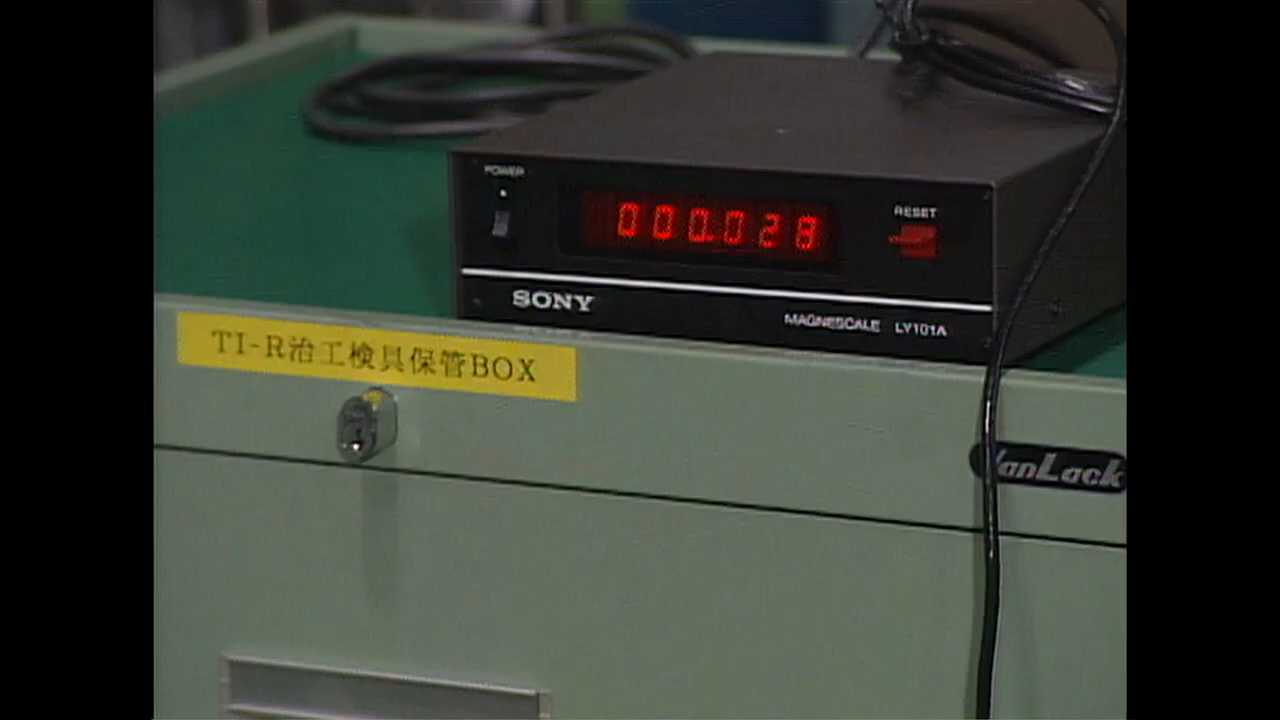 POWER
000.028
RESET
SONY
MAGNESCALE LY101A
TI-R治工検具保管BOX
VanLack